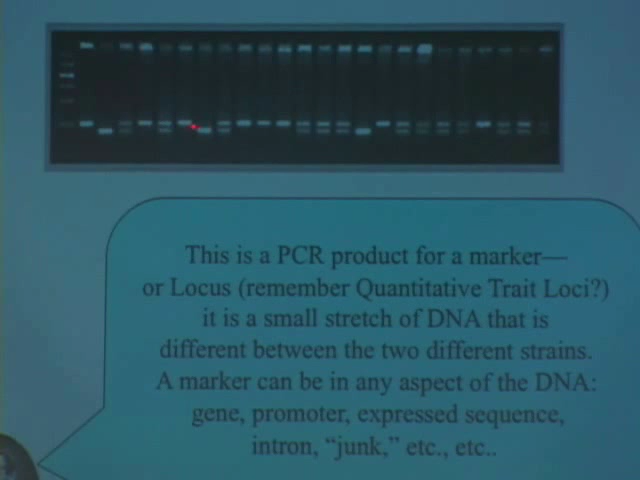 This is a PCR product for a marker—
or Locus (remember Quantitative Trait Loci?)
it is a small stretch of DNA that is
different between the two different strains.
A marker can be in any aspect of the DNA:
gene, promoter, expressed sequence,
intron, “junk,” etc., etc..